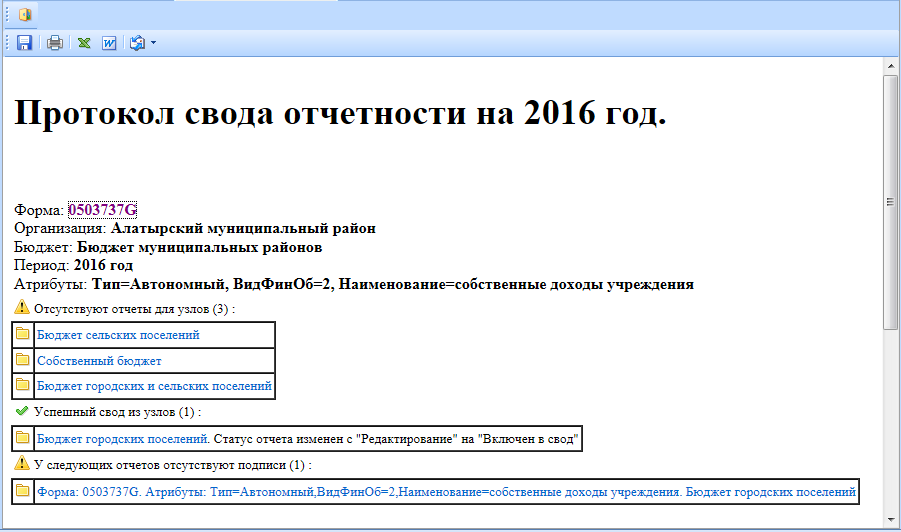 Протокол свода отчетности на 2016 год.
Форма: 0503737G
Организация: Алатырский муниципальный район
Бюджет: Бюджет муниципальных районов
Период: 2016 год
Атрибуты: Тип=Автономный, ВидФинОб=2, Наименование=собственные доходы учреждения
Отсутствуют отчеты для узлов (3) :
Бюджет сельских поселений
Собственный бюджет
Бюджет городских и сельских поселений
Успешный свод из узлов (1) :
Бюджет городских поселений. Статус отчета изменен с "Редактирование" на "Включен в свод"
У следующих отчетов отсутствуют подписи (1) :
Форма: 0503737G. Атрибуты: Тип=Автономный,ВидФинОб=2,Наименование=собственные доходы учреждения. Бюджет городских поселений